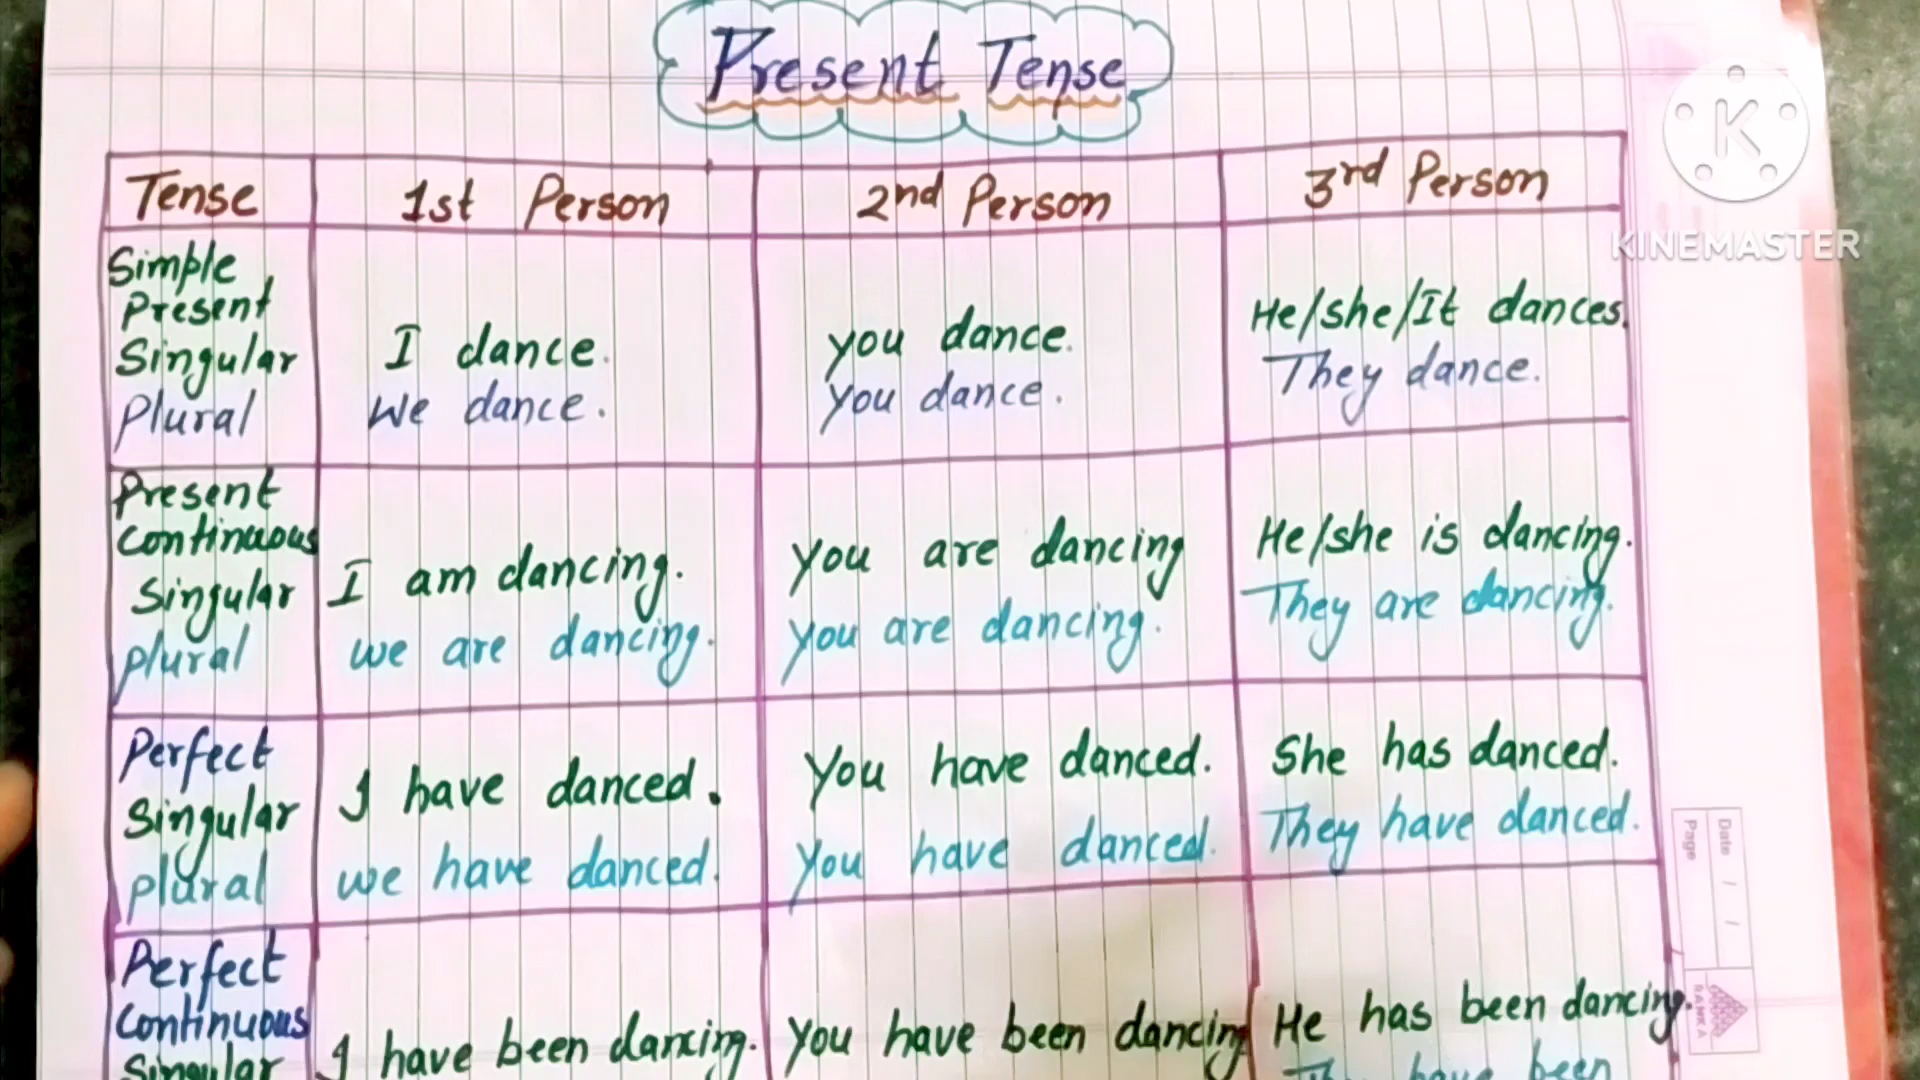 Present Tense
Tense 1st Person 2nd Person 3rd Person
Simple
Present
Singular I dance. you dance. He/she/It dances.
Plural We dance. you dance. They dance.
Present
Continuous
Singular I am dancing. you are dancing He/she is dancing.
plural we are dancing. you are dancing. They are dancing.
Perfect
Singular I have danced. You have danced. She has danced.
plural we have danced. you have danced. They have danced.
Perfect
Continuous
Singular I have been dancing. you have been dancing He has been dancing.
They have been
KINEMASTER
K
Date / /
Page